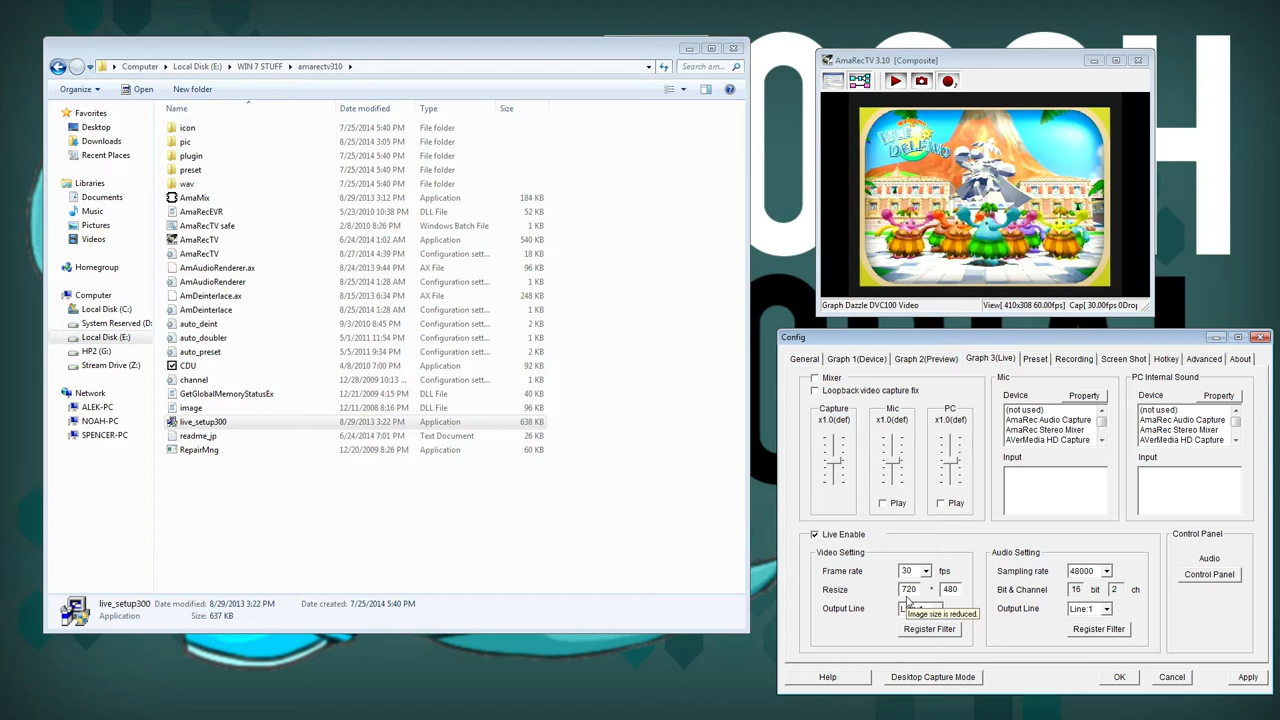 Computer ▸ Local Disk (E:) ▸ WIN 7 STUFF ▸ amarectv310 ▸
Search am...
Organize
Open
New folder
Favorites
Desktop
Downloads
Recent Places
Libraries
Documents
Music
Pictures
Videos
Homegroup
Computer
Local Disk (C:)
System Reserved (D:
Local Disk (E:)
HP2 (G:)
Stream Drive (Z:)
Network
ALEK-PC
NOAH-PC
SPENCER-PC
Name Date modified Type Size
icon 7/25/2014 5:40 PM File folder
pic 8/25/2014 3:05 PM File folder
plugin 7/25/2014 5:40 PM File folder
preset 7/25/2014 5:40 PM File folder
wav 7/25/2014 5:40 PM File folder
AmaMix 8/29/2013 3:12 PM Application 184 KB
AmaRecEVR 5/23/2010 10:38 PM DLL File 52 KB
AmaRecTV safe 2/8/2010 8:26 PM Windows Batch File 1 KB
AmaRecTV 6/24/2014 1:02 AM Application 540 KB
AmaRecTV 8/27/2014 4:39 PM Configuration sett... 18 KB
AmAudioRenderer.ax 8/24/2013 9:44 PM AX File 96 KB
AmAudioRenderer 8/25/2014 1:28 AM Configuration sett... 1 KB
AmDeinterlace.ax 8/15/2013 6:34 PM AX File 248 KB
AmDeinterlace 8/25/2014 1:28 AM Configuration sett... 1 KB
auto_deint 9/3/2010 8:45 PM Configuration sett... 1 KB
auto_doubler 5/1/2011 11:54 PM Configuration sett... 1 KB
auto_preset 5/5/2011 9:34 PM Configuration sett... 1 KB
CDU 4/8/2010 7:00 PM Application 92 KB
channel 12/28/2009 10:13 ... Configuration sett... 1 KB
GetGlobalMemoryStatusEx 12/21/2009 4:15 PM DLL File 40 KB
image 12/11/2008 8:16 PM DLL File 28 KB
live_setup300 8/29/2013 3:22 PM Application 638 KB
readme_jp 6/24/2014 7:01 PM Text Document 26 KB
RepairMng 12/20/2009 8:26 PM Application 60 KB
live_setup300 Date modified: 8/29/2013 3:22 PM Date created: 7/25/2014 5:40 PM
Application Size: 637 KB
AmaRecTV 3.10 [Composite]
Welcome To
ISLE DELFINO
Graph Dazzle DVC100 Video View[ 410x308 60.00fps] Cap[ 30.00fps 0Drop
Config
General Graph 1(Device) Graph 2(Preview) Graph 3(Live) Preset Recording Screen Shot Hotkey Advanced About
Mixer
Loopback video capture fix
Capture Mic PC
x1.0(def) x1.0(def) x1.0(def)
Play Play
Mic
Device Property
(not used)
AmaRec Audio Capture
AmaRec Stereo Mixer
AVerMedia HD Capture
Input
PC Internal Sound
Device Property
(not used)
AmaRec Audio Capture
AmaRec Stereo Mixer
AVerMedia HD Capture
Input
Live Enable
Video Setting
Frame rate 30 fps
Resize 720 * 480
Output Line
Image size is reduced.
Register Filter
Audio Setting
Sampling rate 48000
Bit & Channel 16 bit 2 ch
Output Line Line:1
Register Filter
Control Panel
Audio
Control Panel
Help Desktop Capture Mode OK Cancel Apply